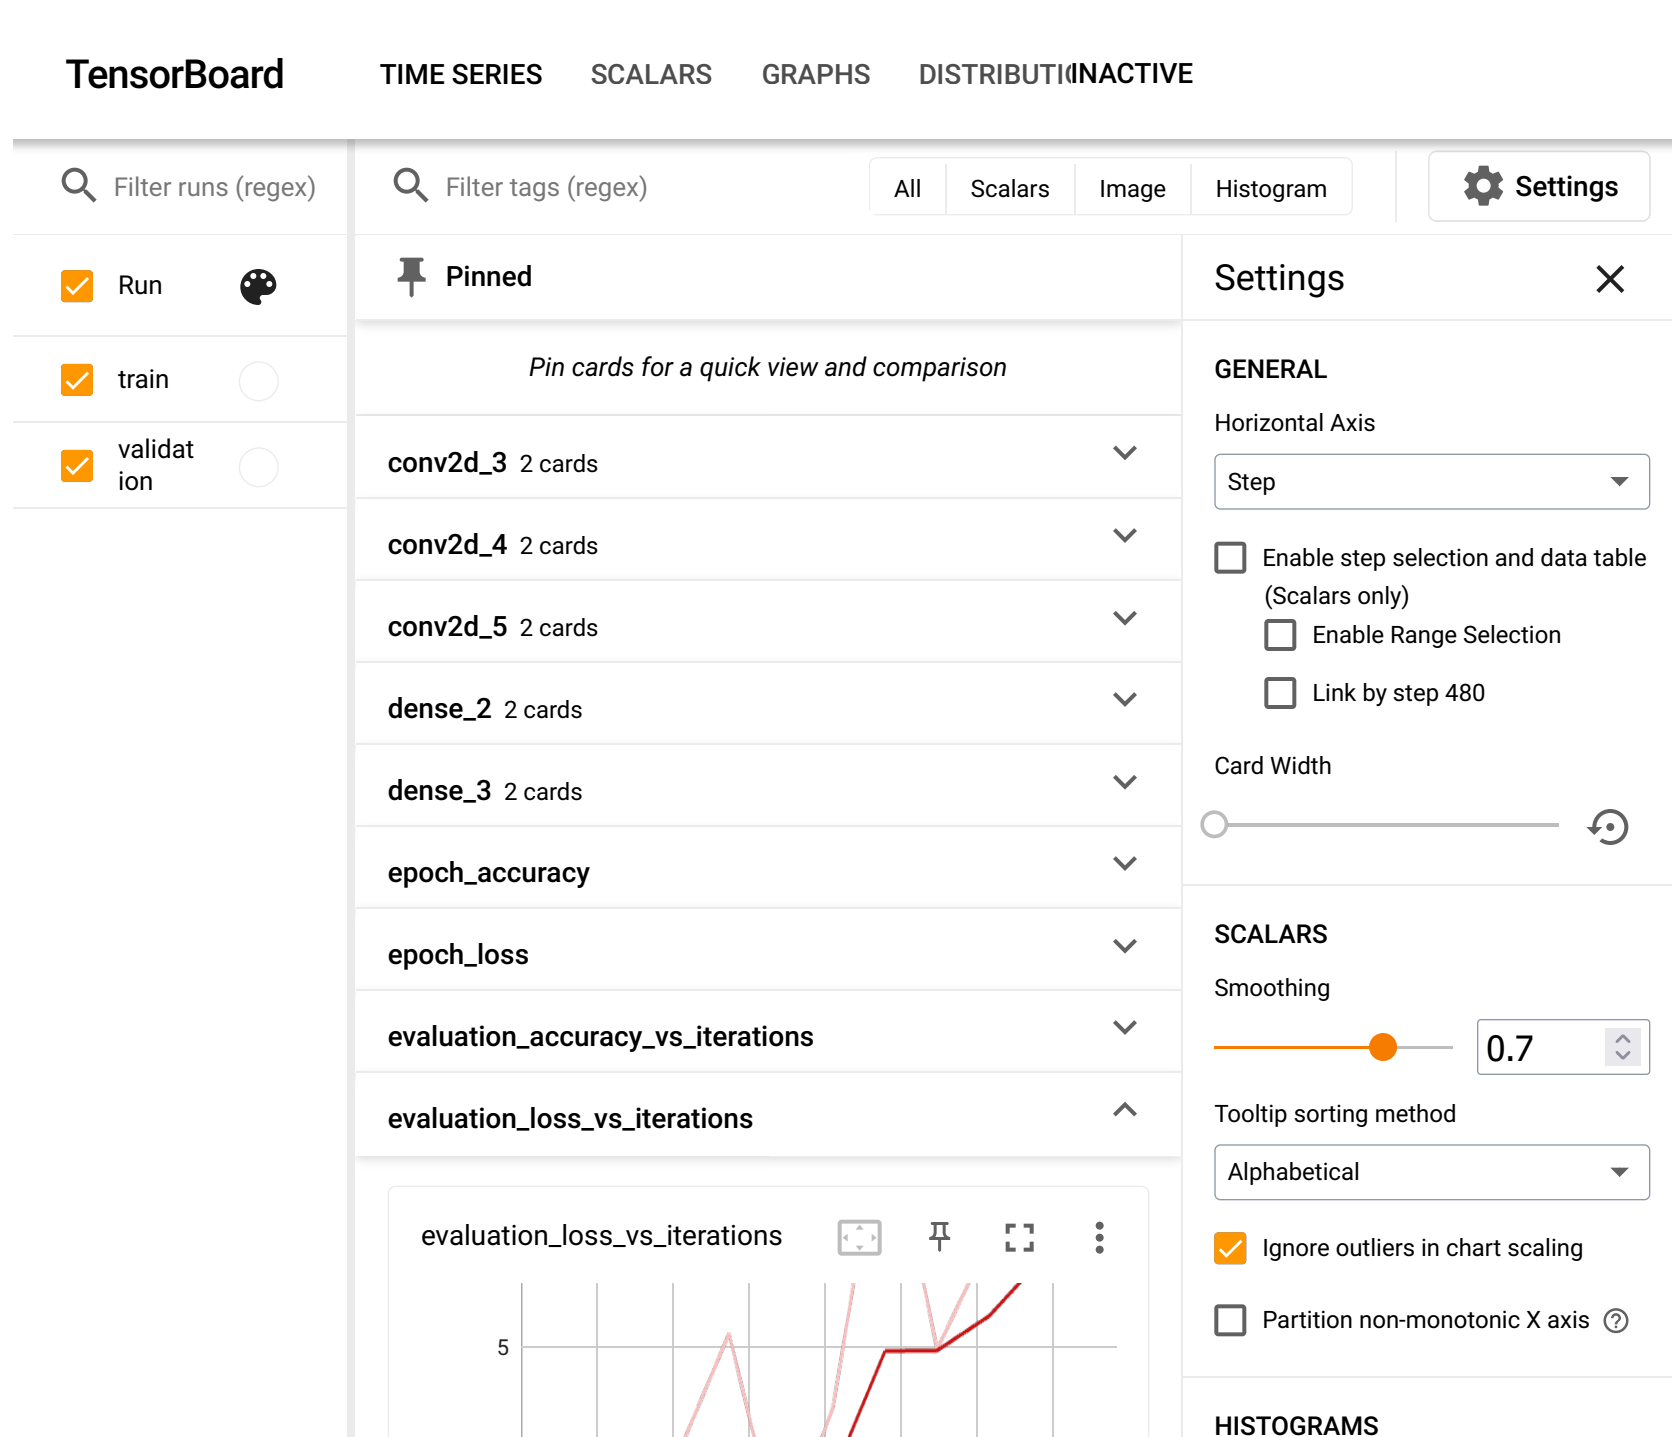 TensorBoard
TIME SERIES
SCALARS
GRAPHS
DISTRIBUTI
INACTIVE
Filter runs (regex)
Filter tags (regex)
All
Scalars
Image
Histogram
Settings
Run
train
validat
ion
Pinned
Pin cards for a quick view and comparison
conv2d_3 2 cards
conv2d_4 2 cards
conv2d_5 2 cards
dense_2 2 cards
dense_3 2 cards
epoch_accuracy
epoch_loss
evaluation_accuracy_vs_iterations
evaluation_loss_vs_iterations
evaluation_loss_vs_iterations
5
Settings
GENERAL
Horizontal Axis
Step
Enable step selection and data table
(Scalars only)
Enable Range Selection
Link by step 480
Card Width
SCALARS
Smoothing
0.7
Tooltip sorting method
Alphabetical
Ignore outliers in chart scaling
Partition non-monotonic X axis
HISTOGRAMS